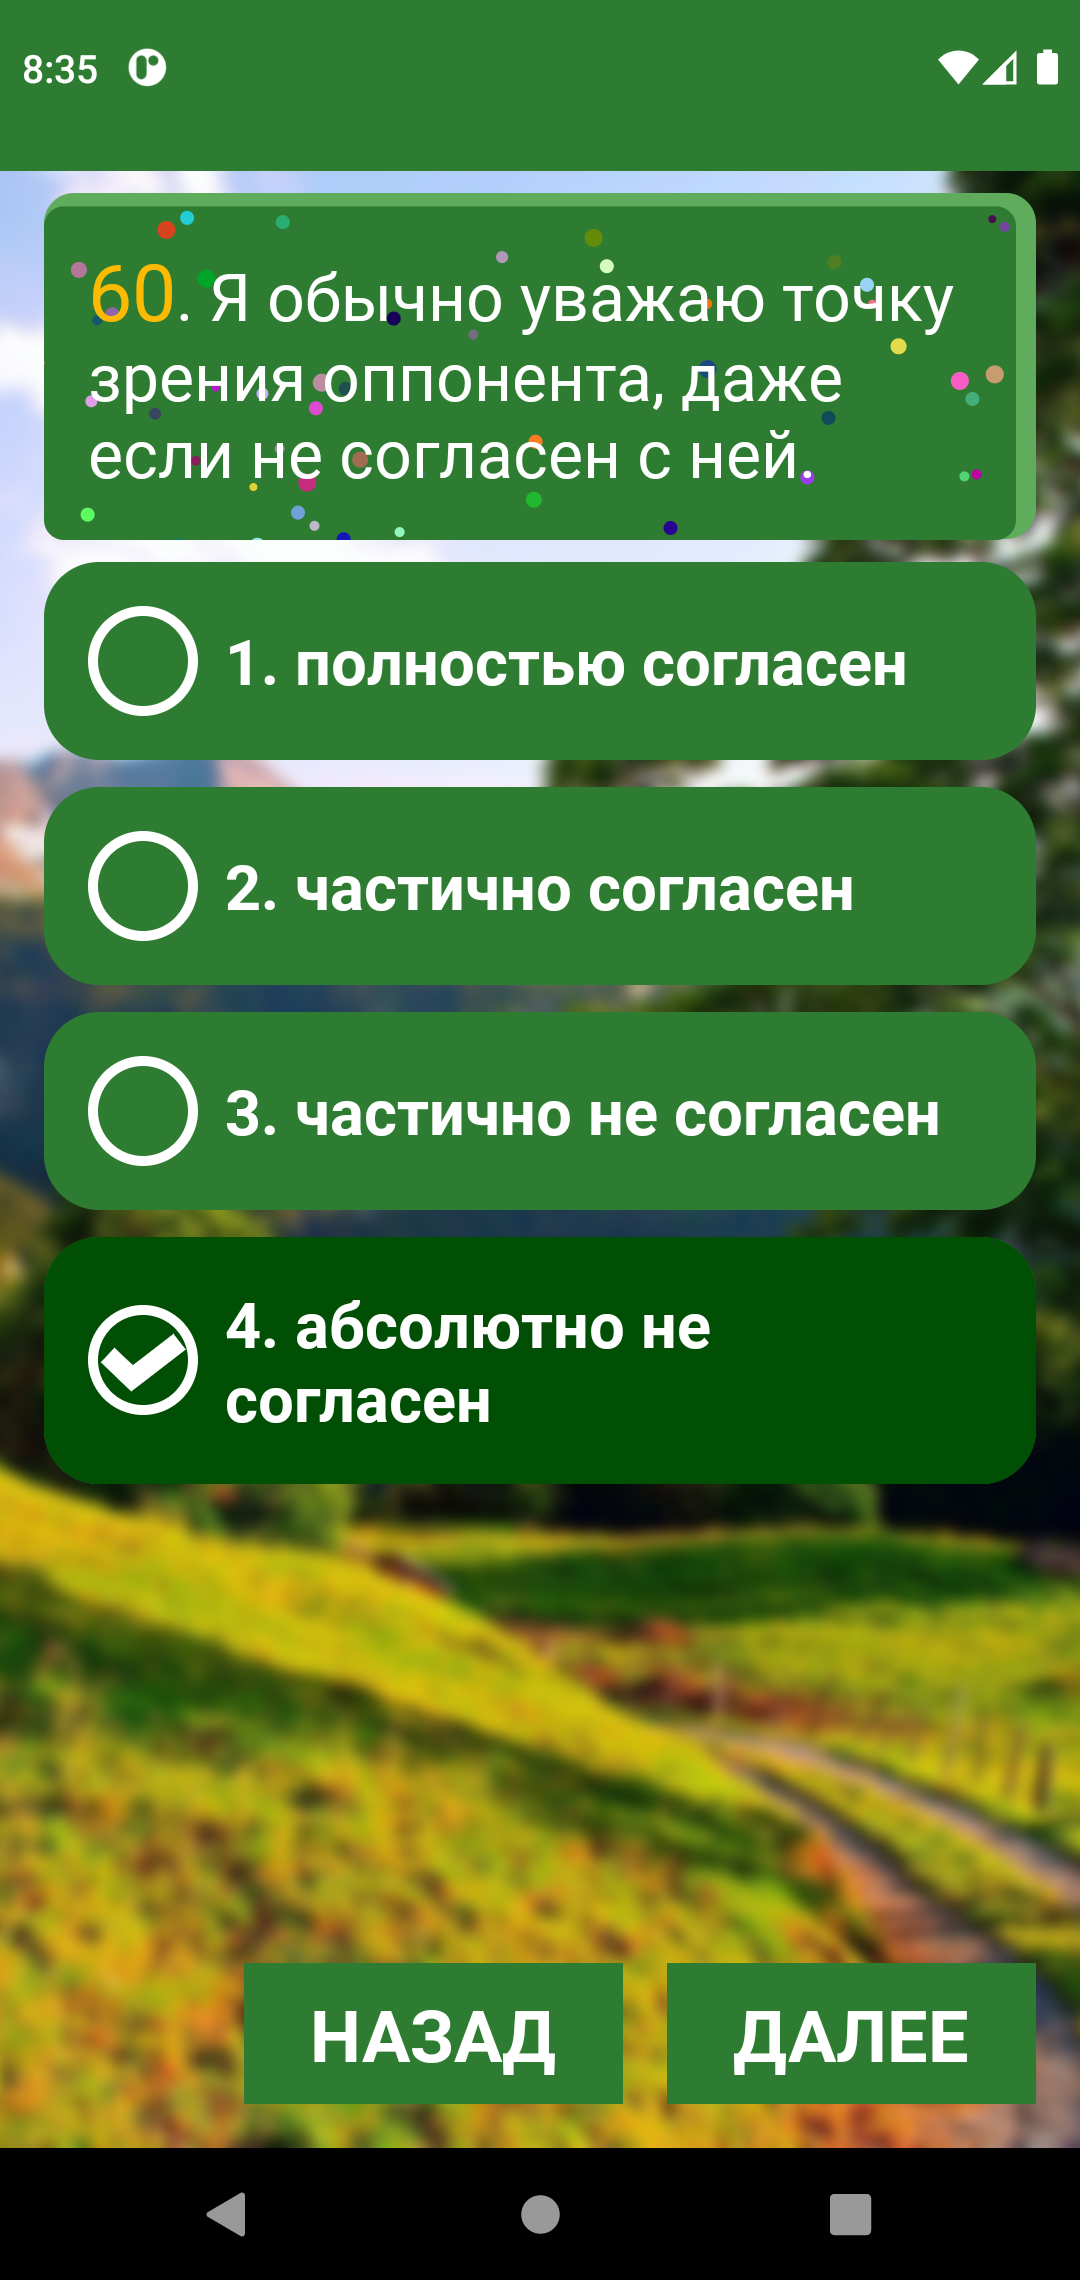 8:35
60. Я обычно уважаю точку
зрения оппонента, даже
если не согласен с ней.
1. полностью согласен
2. частично согласен
3. частично не согласен
4. абсолютно не
согласен
НАЗАД
ДАЛЕЕ